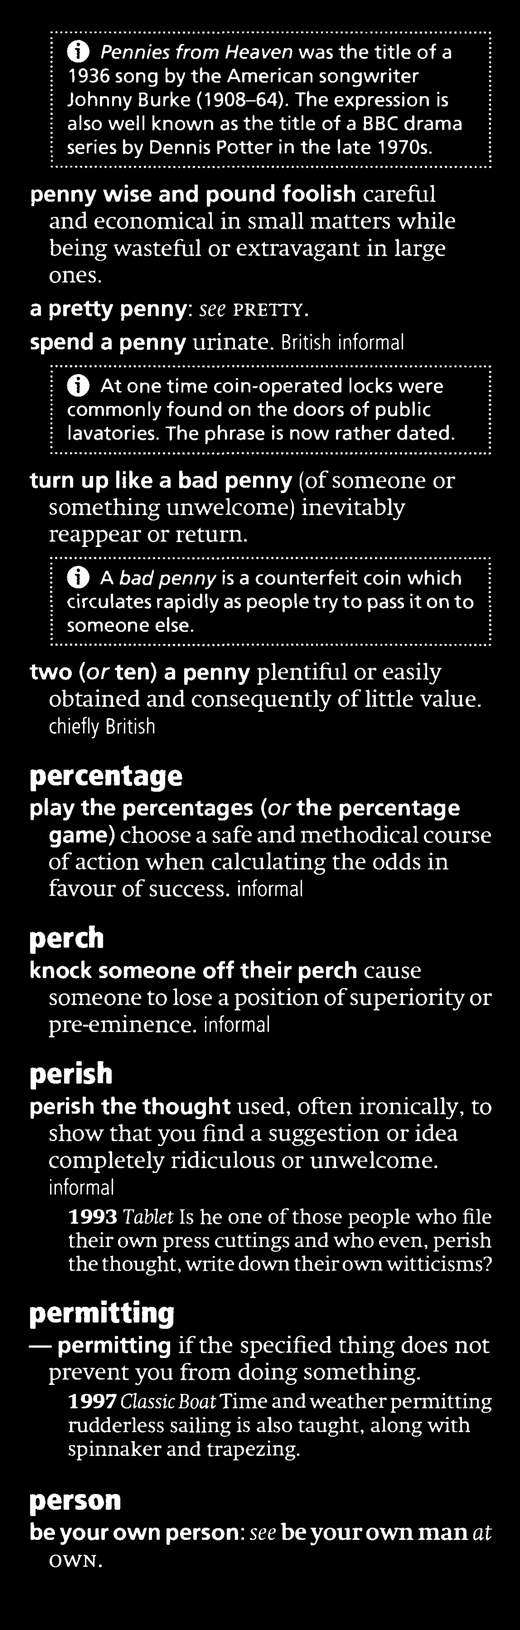 Pennies from Heaven was the title of a
1936 song by the American songwriter
Johnny Burke (1908–64). The expression is
also well known as the title of a BBC drama
series by Dennis Potter in the late 1970s.
penny wise and pound foolish careful
and economical in small matters while
being wasteful or extravagant in large
ones.
a pretty penny: see PRETTY.
spend a penny urinate. British informal
At one time coin-operated locks were
commonly found on the doors of public
lavatories. The phrase is now rather dated.
turn up like a bad penny (of someone or
something unwelcome) inevitably
reappear or return.
A bad penny is a counterfeit coin which
circulates rapidly as people try to pass it on to
someone else.
two (or ten) a penny plentiful or easily
obtained and consequently of little value.
chiefly British
percentage
play the percentages (or the percentage
game) choose a safe and methodical course
of action when calculating the odds in
favour of success. informal
perch
knock someone off their perch cause
someone to lose a position of superiority or
pre-eminence. informal
perish
perish the thought used, often ironically, to
show that you find a suggestion or idea
completely ridiculous or unwelcome.
informal
1993 Tablet Is he one of those people who file
their own press cuttings and who even, perish
the thought, write down their own witticisms?
permitting
— permitting if the specified thing does not
prevent you from doing something.
1997 Classic Boat Time and weather permitting
rudderless sailing is also taught, along with
spinnaker and trapezing.
person
be your own person: see be your own man at
OWN.